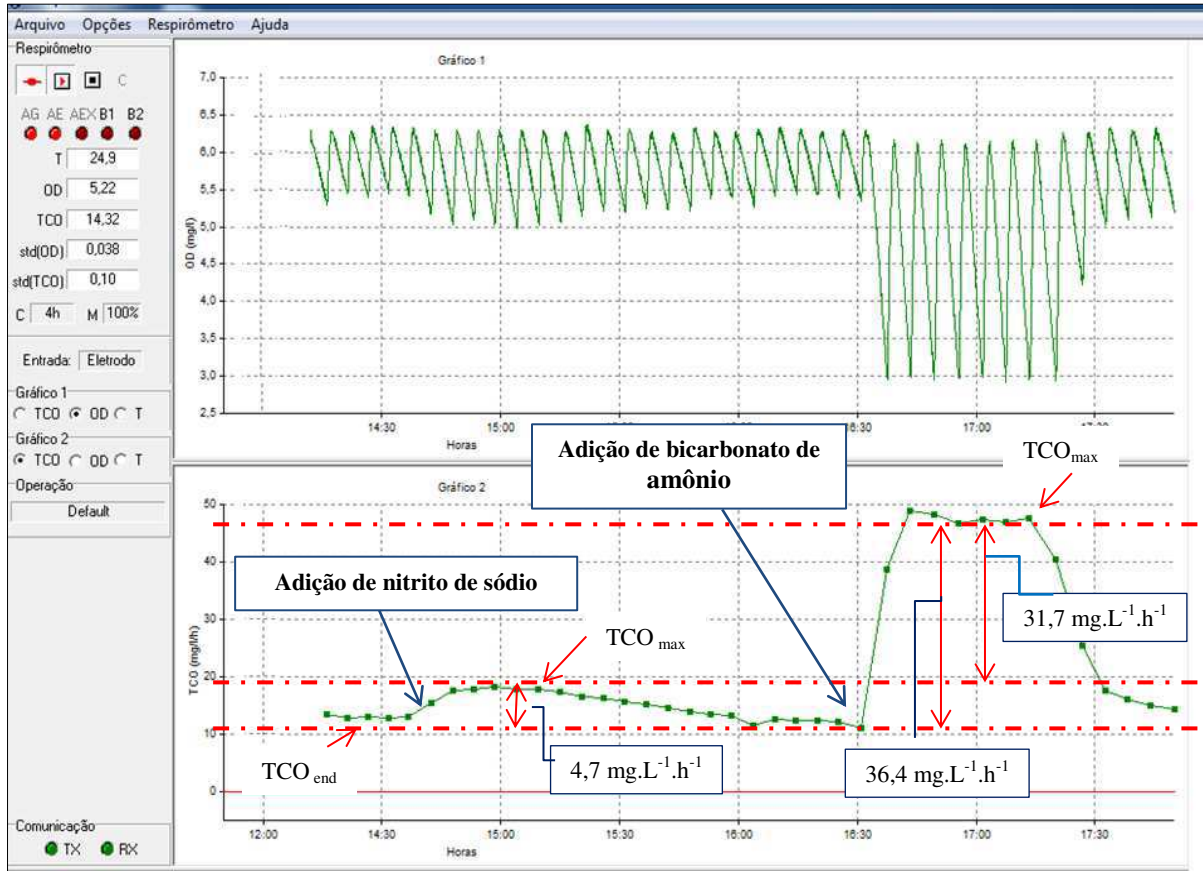 Arquivo Opções Respirômetro Ajuda
Respirômetro
C
AG AE AEX B1 B2
T 24,9
OD 5,22
TCO 14,32
std(OD) 0,038
std(TCO) 0,10
C 4h M 100%
Entrada: Eletrodo
Gráfico 1
TCO OD T
Gráfico 2
TCO OD T
Operação
Default
Comunicação
TX RX
Gráfico 1
OD (mg/l)
7,0
6,5
6,0
5,5
5,0
4,5
4,0
3,5
3,0
2,5
14:30 15:00 16:00 16:30 17:00
Horas
Gráfico 2
TCO (mg/l/h)
50
40
30
20
10
0
12:00 14:30 15:00 15:30 16:00 16:30 17:00 17:30
Horas
Adição de nitrito de sódio
Adição de bicarbonato de
amônio
TCO max
TCOmax
TCO end
4,7 mg.L-1.h-1
36,4 mg.L-1.h-1
31,7 mg.L-1.h-1